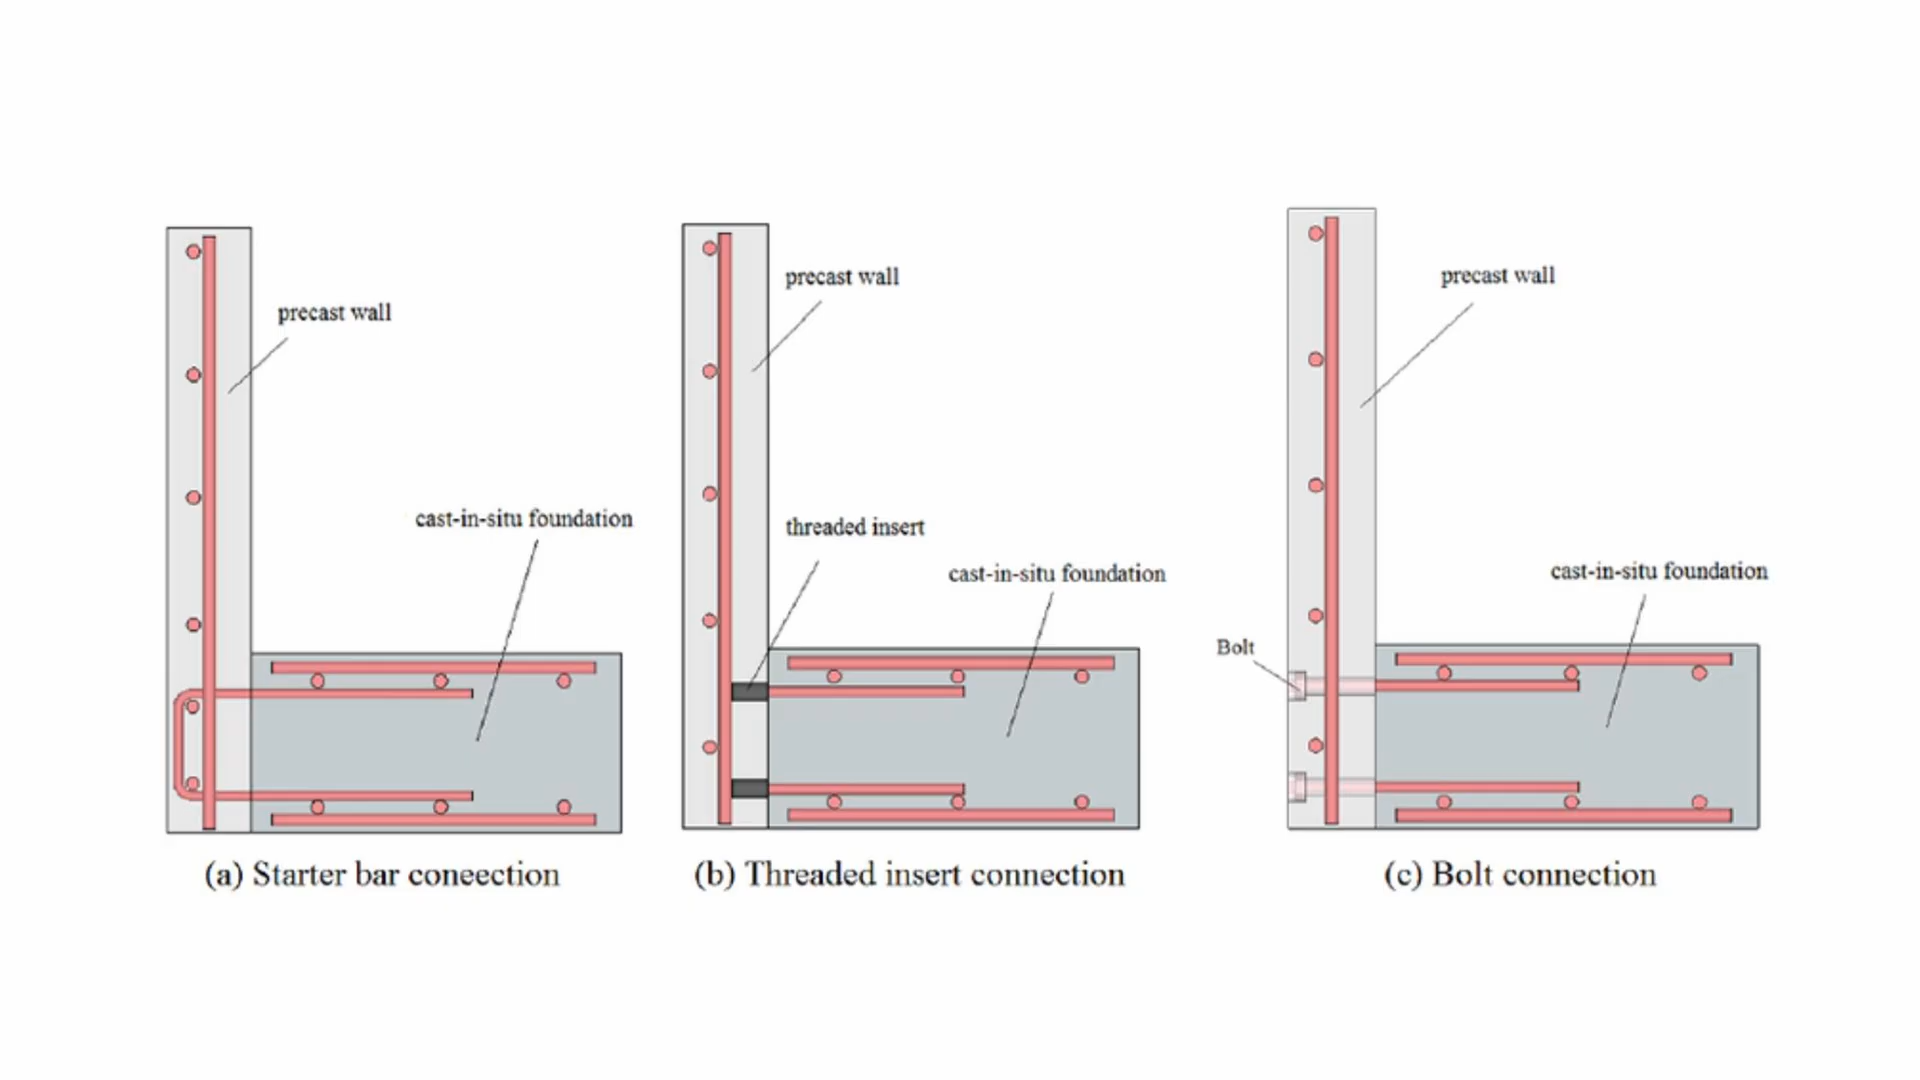 precast wall
cast-in-situ foundation
(a) Starter bar coneection
precast wall
threaded insert
cast-in-situ foundation
(b) Threaded insert connection
precast wall
cast-in-situ foundation
Bolt
(c) Bolt connection